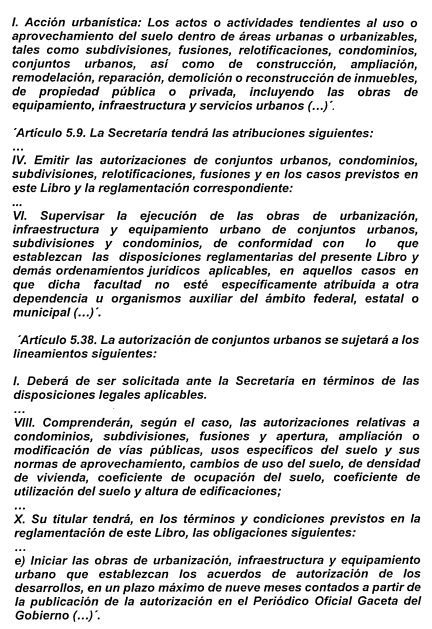 I. Acción urbanística: Los actos o actividades tendientes al uso o
aprovechamiento del suelo dentro de áreas urbanas o urbanizables,
tales como subdivisiones, fusiones, relotificaciones, condominios,
conjuntos urbanos, así como de construcción, ampliación,
remodelación, reparación, demolición o reconstrucción de inmuebles,
de propiedad pública o privada, incluyendo las obras de
equipamiento, infraestructura y servicios urbanos (…)´.
´Artículo 5.9. La Secretaría tendrá las atribuciones siguientes:
…
IV. Emitir las autorizaciones de conjuntos urbanos, condominios,
subdivisiones, relotificaciones, fusiones y en los casos previstos en
este Libro y la reglamentación correspondiente:
...
VI. Supervisar la ejecución de las obras de urbanización,
infraestructura y equipamiento urbano de conjuntos urbanos,
subdivisiones y condominios, de conformidad con lo que
establezcan las disposiciones reglamentarias del presente Libro y
demás ordenamientos jurídicos aplicables, en aquellos casos en
que dicha facultad no esté específicamente atribuida a otra
dependencia u organismos auxiliar del ámbito federal, estatal o
municipal (…)´.
´Artículo 5.38. La autorización de conjuntos urbanos se sujetará a los
lineamientos siguientes:
I. Deberá de ser solicitada ante la Secretaría en términos de las
disposiciones legales aplicables.
…
VIII. Comprenderán, según el caso, las autorizaciones relativas a
condominios, subdivisiones, fusiones y apertura, ampliación o
modificación de vías públicas, usos específicos del suelo y sus
normas de aprovechamiento, cambios de uso del suelo, de densidad
de vivienda, coeficiente de ocupación del suelo, coeficiente de
utilización del suelo y altura de edificaciones;
…
X. Su titular tendrá, en los términos y condiciones previstos en la
reglamentación de este Libro, las obligaciones siguientes:
…
e) Iniciar las obras de urbanización, infraestructura y equipamiento
urbano que establezcan los acuerdos de autorización de los
desarrollos, en un plazo máximo de nueve meses contados a partir de
la publicación de la autorización en el Periódico Oficial Gaceta del
Gobierno (…)´.